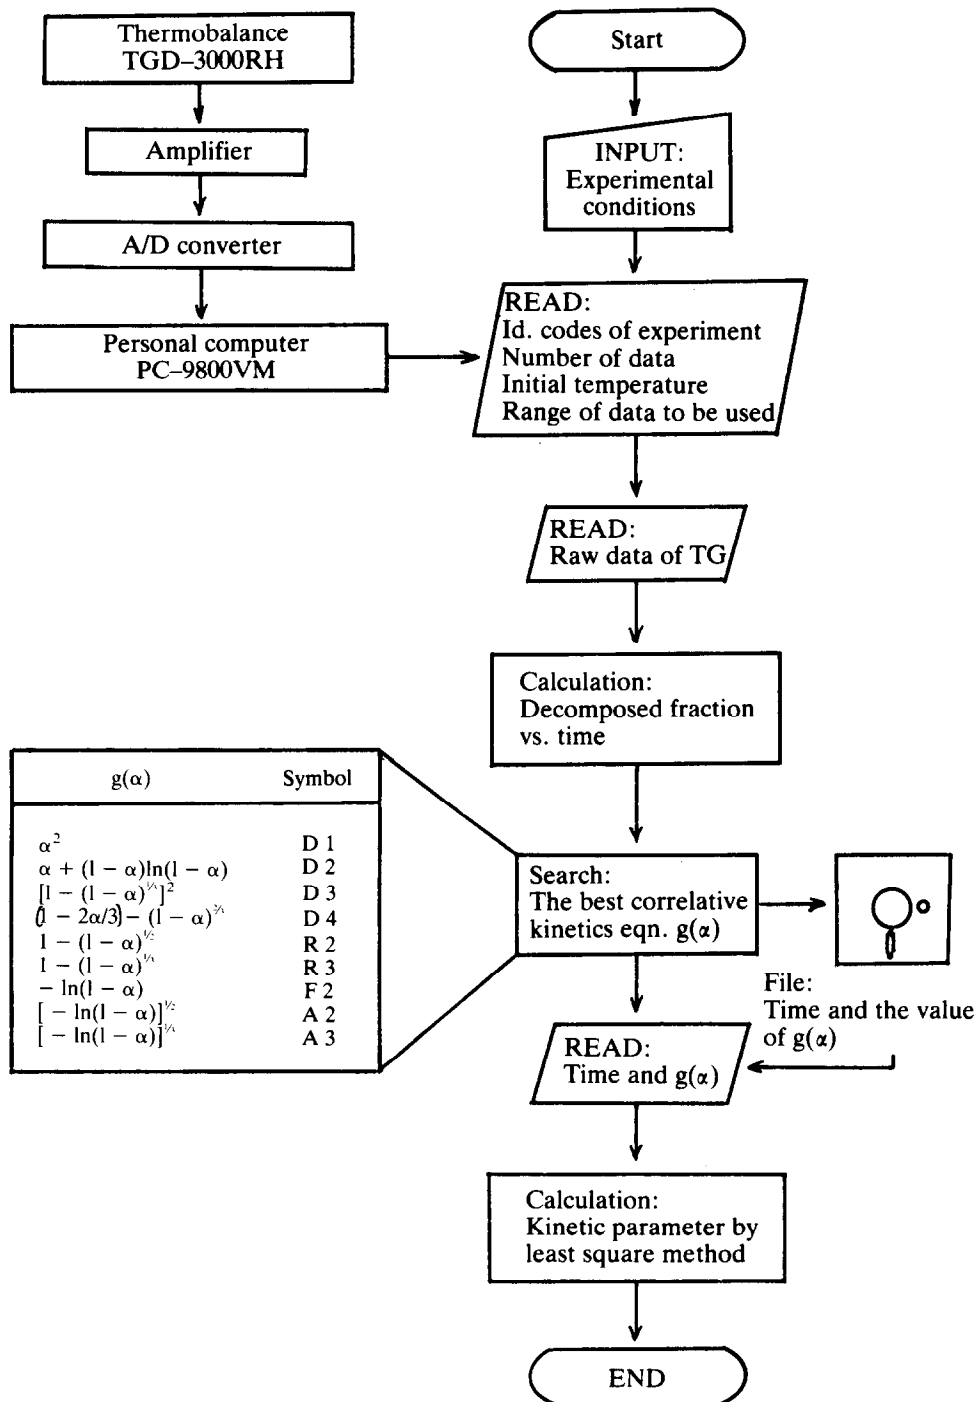 Thermobalance
TGD–3000RH
Amplifier
A/D converter
Personal computer
PC–9800VM
Start
INPUT:
Experimental
conditions
READ:
Id. codes of experiment
Number of data
Initial temperature
Range of data to be used
READ:
Raw data of TG
Calculation:
Decomposed fraction
vs. time
g(α) Symbol
α² D 1
α + (1 − α)ln(1 − α) D 2
[1 − (1 − α)^⅓]² D 3
(1 − 2α/3) − (1 − α)^⅔ D 4
1 − (1 − α)^½ R 2
1 − (1 − α)^⅓ R 3
− ln(1 − α) F 2
[ − ln(1 − α)]^½ A 2
[ − ln(1 − α)]^⅓ A 3
Search:
The best correlative
kinetics eqn. g(α)
File:
Time and the value
of g(α)
READ:
Time and g(α)
Calculation:
Kinetic parameter by
least square method
END